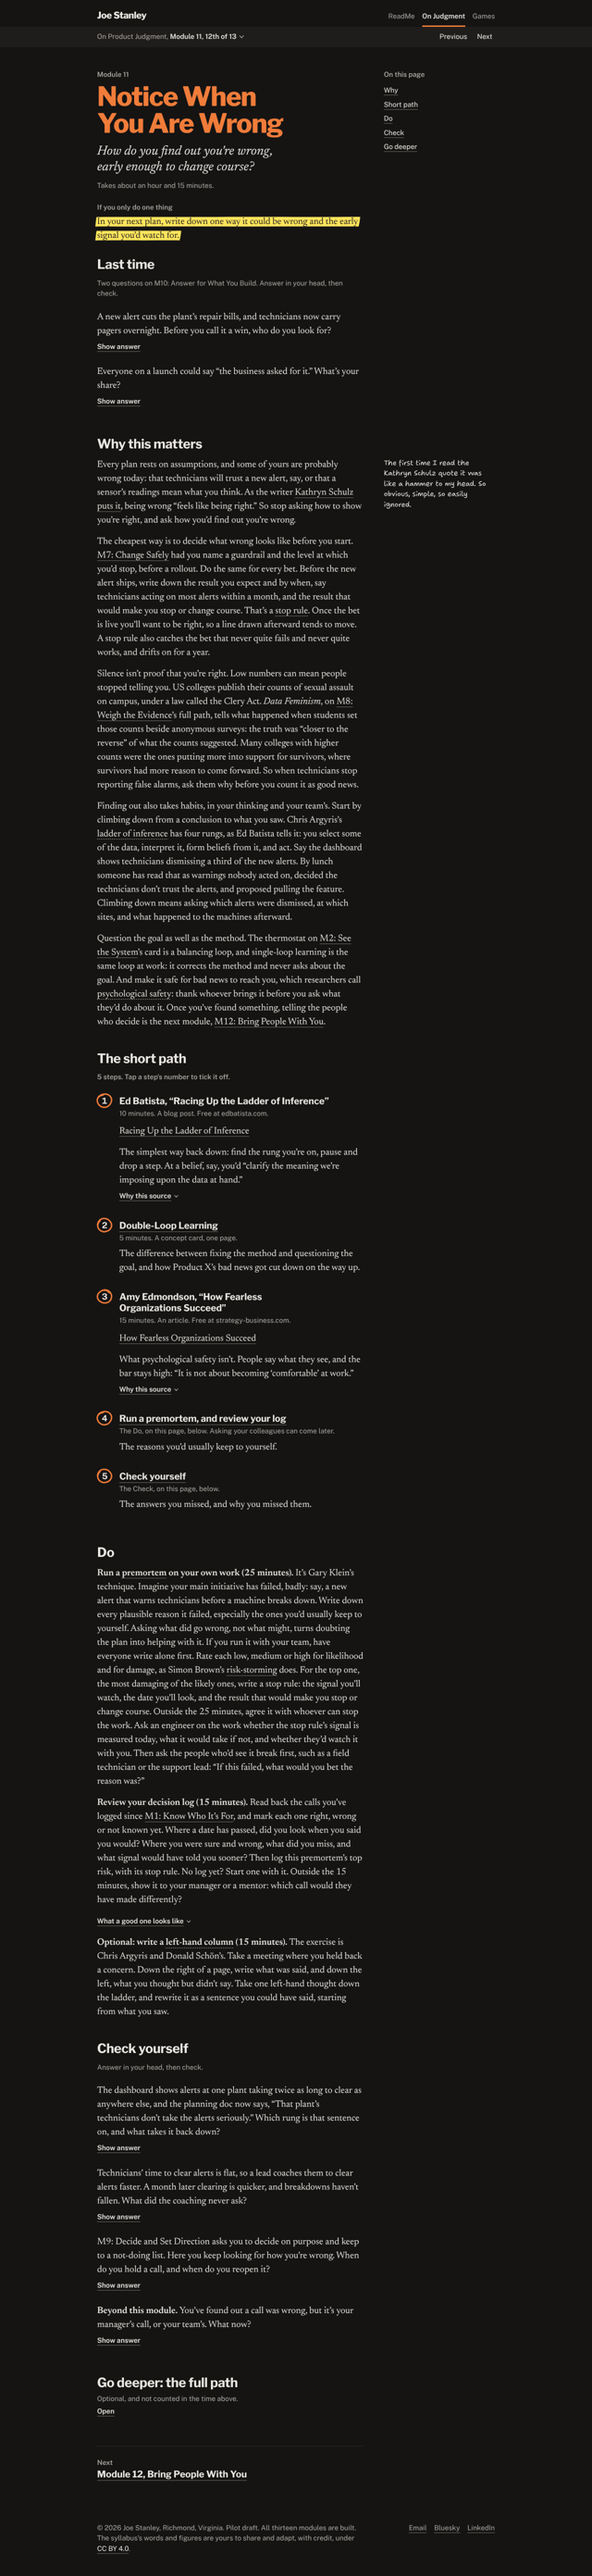 Joe Stanley
ReadMe On Judgment Games
On Product Judgment, Module 11, 12th of 13
Previous Next
Module 11
Notice When
You Are Wrong
How do you find out you're wrong,
early enough to change course?
Takes about an hour and 15 minutes.
If you only do one thing
In your next plan, write down one way it could be wrong and the early
signal you'd watch for.
On this page
Why
Short path
Do
Check
Go deeper
Last time
Two questions on M10: Answer for What You Build. Answer in your head, then
check.
A new alert cuts the plant's repair bills, and technicians now carry
pagers overnight. Before you call it a win, who do you look for?
Show answer
Everyone on a launch could say “the business asked for it.” What's your
share?
Show answer
Why this matters
Every plan rests on assumptions, and some of yours are probably
wrong today: that technicians will trust a new alert, say, or that a
sensor's readings mean what you think. As the writer Kathryn Schulz
puts it, being wrong “feels like being right.” So stop asking how to show
you're right, and ask how you'd find out you're wrong.
The first time I read the
Kathryn Schulz quote it was
like a hammer to my head. So
obvious, simple, so easily
ignored.
The cheapest way is to decide what wrong looks like before you start.
M7: Change Safely had you name a guardrail and the level at which
you'd stop, before a rollout. Do the same for every bet. Before the new
alert ships, write down the result you expect and by when, say
technicians acting on most alerts within a month, and the result that
would make you stop or change course. That's a stop rule. Once the bet
is live you'll want to be right, so a line drawn afterward tends to move.
A stop rule also catches the bet that never quite fails and never quite
works, and drifts on for a year.
Silence isn't proof that you're right. Low numbers can mean people
stopped telling you. US colleges publish their counts of sexual assault
on campus, under a law called the Clery Act. Data Feminism, on M8:
Weigh the Evidence's full path, tells what happened when students set
those counts beside anonymous surveys: the truth was “closer to the
reverse” of what the counts suggested. Many colleges with higher
counts were the ones putting more into support for survivors, where
survivors had more reason to come forward. So when technicians stop
reporting false alarms, ask them why before you count it as good news.
Finding out also takes habits, in your thinking and your team's. Start by
climbing down from a conclusion to what you saw. Chris Argyris's
ladder of inference has four rungs, as Ed Batista tells it: you select some
of the data, interpret it, form beliefs from it, and act. Say the dashboard
shows technicians dismissing a third of the new alerts. By lunch
someone has read that as warnings nobody acted on, decided the
technicians don't trust the alerts, and proposed pulling the feature.
Climbing down means asking which alerts were dismissed, at which
sites, and what happened to the machines afterward.
Question the goal as well as the method. The thermostat on M2: See
the System's card is a balancing loop, and single-loop learning is the
same loop at work: it corrects the method and never asks about the
goal. And make it safe for bad news to reach you, which researchers call
psychological safety: thank whoever brings it before you ask what
they'd do about it. Once you've found something, telling the people
who decide is the next module, M12: Bring People With You.
The short path
5 steps. Tap a step's number to tick it off.
1 Ed Batista, “Racing Up the Ladder of Inference”
10 minutes. A blog post. Free at edbatista.com.
Racing Up the Ladder of Inference
The simplest way back down: find the rung you're on, pause and
drop a step. At a belief, say, you'd “clarify the meaning we're
imposing upon the data at hand.”
Why this source
2 Double-Loop Learning
5 minutes. A concept card, one page.
The difference between fixing the method and questioning the
goal, and how Product X's bad news got cut down on the way up.
3 Amy Edmondson, “How Fearless
Organizations Succeed”
15 minutes. An article. Free at strategy-business.com.
How Fearless Organizations Succeed
What psychological safety isn't. People say what they see, and the
bar stays high: “It is not about becoming ‘comfortable’ at work.”
Why this source
4 Run a premortem, and review your log
The Do, on this page, below. Asking your colleagues can come later.
The reasons you'd usually keep to yourself.
5 Check yourself
The Check, on this page, below.
The answers you missed, and why you missed them.
Do
Run a premortem on your own work (25 minutes). It's Gary Klein's
technique. Imagine your main initiative has failed, badly: say, a new
alert that warns technicians before a machine breaks down. Write down
every plausible reason it failed, especially the ones you'd usually keep to
yourself. Asking what did go wrong, not what might, turns doubting
the plan into helping with it. If you run it with your team, have
everyone write alone first. Rate each low, medium or high for likelihood
and for damage, as Simon Brown's risk-storming does. For the top one,
the most damaging of the likely ones, write a stop rule: the signal you'll
watch, the date you'll look, and the result that would make you stop or
change course. Outside the 25 minutes, agree it with whoever can stop
the work. Ask an engineer on the work whether the stop rule's signal is
measured today, what it would take if not, and whether they'd watch it
with you. Then ask the people who'd see it break first, such as a field
technician or the support lead: “If this failed, what would you bet the
reason was?”
Review your decision log (15 minutes). Read back the calls you've
logged since M1: Know Who It's For, and mark each one right, wrong
or not known yet. Where a date has passed, did you look when you said
you would? Where you were sure and wrong, what did you miss, and
what signal would have told you sooner? Then log this premortem's top
risk, with its stop rule. No log yet? Start one with it. Outside the 15
minutes, show it to your manager or a mentor: which call would they
have made differently?
What a good one looks like
Optional: write a left-hand column (15 minutes). The exercise is
Chris Argyris and Donald Schön's. Take a meeting where you held back
a concern. Down the right of a page, write what was said, and down the
left, what you thought but didn't say. Take one left-hand thought down
the ladder, and rewrite it as a sentence you could have said, starting
from what you saw.
Check yourself
Answer in your head, then check.
The dashboard shows alerts at one plant taking twice as long to clear as
anywhere else, and the planning doc now says, “That plant's
technicians don't take the alerts seriously.” Which rung is that sentence
on, and what takes it back down?
Show answer
Technicians' time to clear alerts is flat, so a lead coaches them to clear
alerts faster. A month later clearing is quicker, and breakdowns haven't
fallen. What did the coaching never ask?
Show answer
M9: Decide and Set Direction asks you to decide on purpose and keep
to a not-doing list. Here you keep looking for how you're wrong. When
do you hold a call, and when do you reopen it?
Show answer
Beyond this module. You've found out a call was wrong, but it's your
manager's call, or your team's. What now?
Show answer
Go deeper: the full path
Optional, and not counted in the time above.
Open
Next
Module 12, Bring People With You
© 2026 Joe Stanley, Richmond, Virginia. Pilot draft. All thirteen modules are built.
The syllabus's words and figures are yours to share and adapt, with credit, under
CC BY 4.0.
Email Bluesky LinkedIn